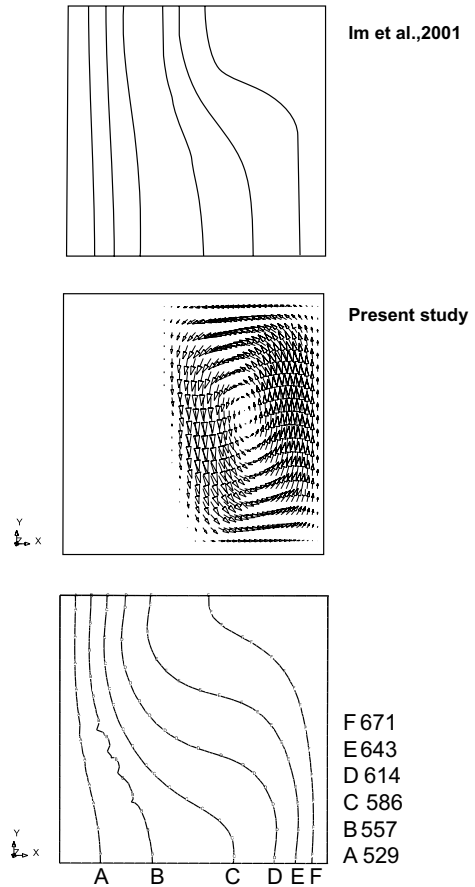 Im et al.,2001
Present study
Y
Z X
F 671
E 643
D 614
C 586
B 557
A 529
Y
Z X
A B C D E F